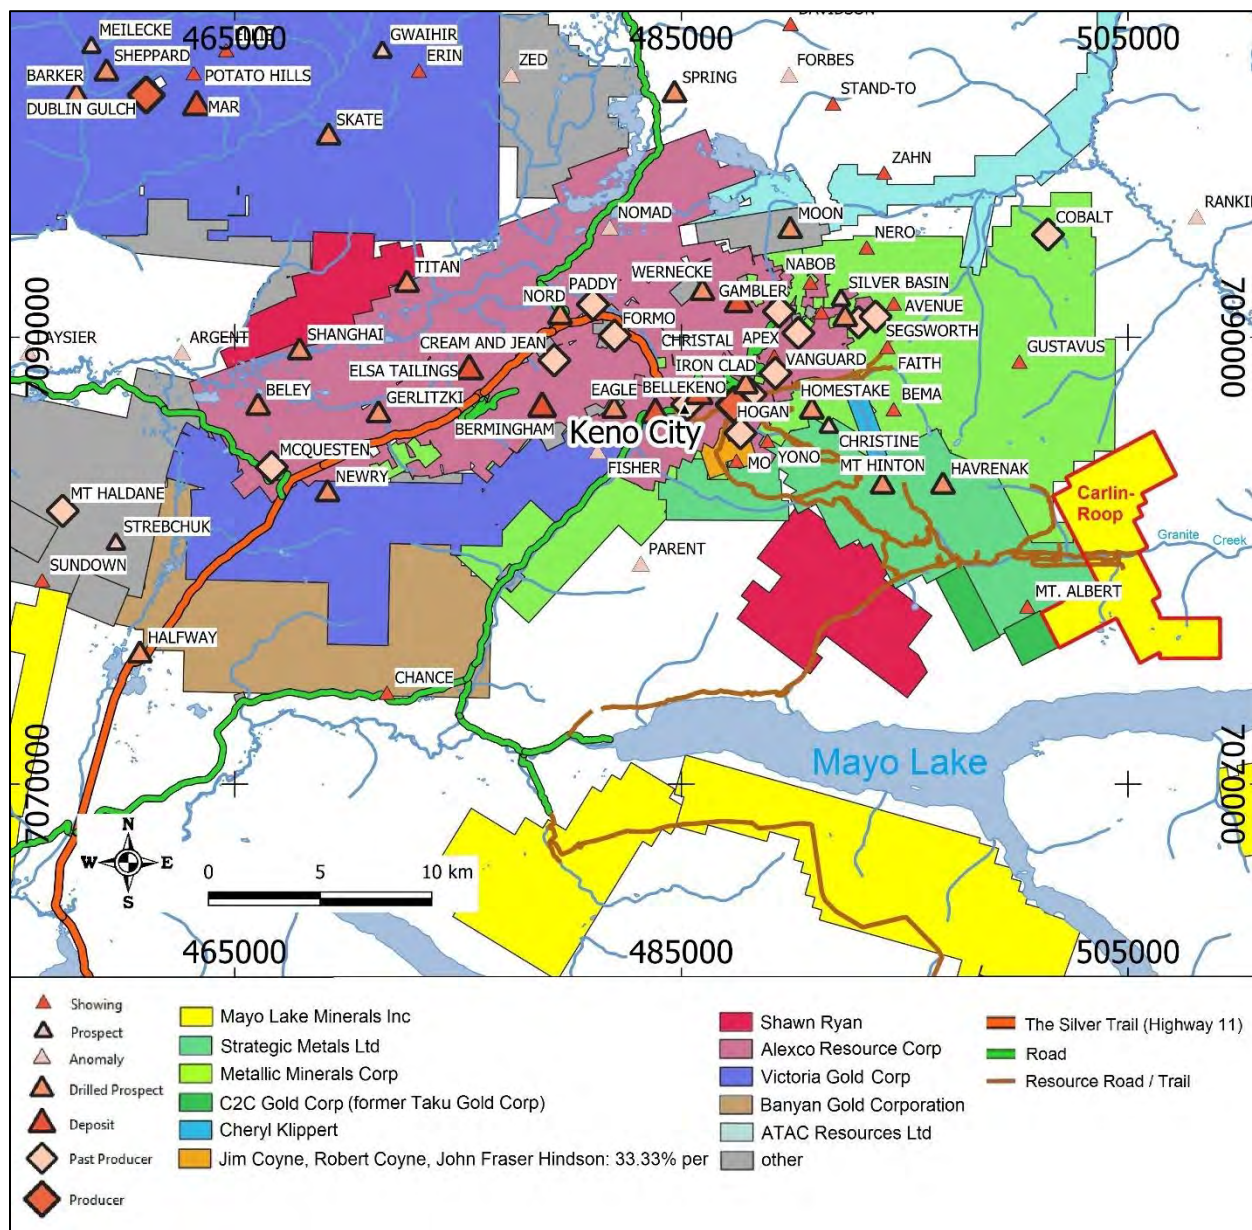 DAVIDSON
MEILECKE
465000
ELLIE
GWAIHIR
485000
505000
SHEPPARD
ERIN
ZED
FORBES
BARKER
POTATO HILLS
SPRING
STAND-TO
DUBLIN GULCH
MAR
SKATE
ZAHN
NOMAD
MOON
COBALT
RANKI
NERO
TITAN
WERNECKE
NABOB
SILVER BASIN
PADDY
GAMBLER
NORD
AVENUE
7090000
FORMO
SEGSWORTH
7090000
SHANGHAI
CREAM AND JEAN
CHRISTAL
APEX
AYSIER
ARGENT
VANGUARD
FAITH
GUSTAVUS
ELSA TAILINGS
IRON CLAD
BELEY
GERLITZKI
EAGLE
BELLEKENO
HOMESTAKE
BEMA
BERMINGHAM
Keno City
HOGAN
CHRISTINE
MCQUESTEN
FISHER
MO
YONO
MT HINTON
HAVRENAK
NEWRY
MT HALDANE
Carlin-
Roop
STREBCHUK
Granite Creek
PARENT
SUNDOWN
MT. ALBERT
HALFWAY
CHANCE
Mayo Lake
7070000
7070000
N
W E
S
0 5 10 km
465000
485000
505000
Showing
Prospect
Anomaly
Drilled Prospect
Deposit
Past Producer
Producer
Mayo Lake Minerals Inc
Strategic Metals Ltd
Metallic Minerals Corp
C2C Gold Corp (former Taku Gold Corp)
Cheryl Klippert
Jim Coyne, Robert Coyne, John Fraser Hindson: 33.33% per
Shawn Ryan
Alexco Resource Corp
Victoria Gold Corp
Banyan Gold Corporation
ATAC Resources Ltd
other
The Silver Trail (Highway 11)
Road
Resource Road / Trail